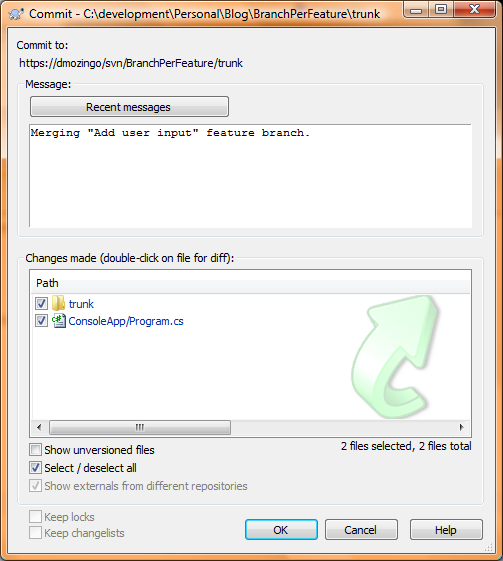 Commit - C:\development\Personal\Blog\BranchPerFeature\trunk
Commit to:
https://dmozingo/svn/BranchPerFeature/trunk
Message:
Recent messages
Merging "Add user input" feature branch.
Changes made (double-click on file for diff):
Path
trunk
ConsoleApp/Program.cs
2 files selected, 2 files total
Show unversioned files
Select / deselect all
Show externals from different repositories
Keep locks
Keep changelists
OK
Cancel
Help